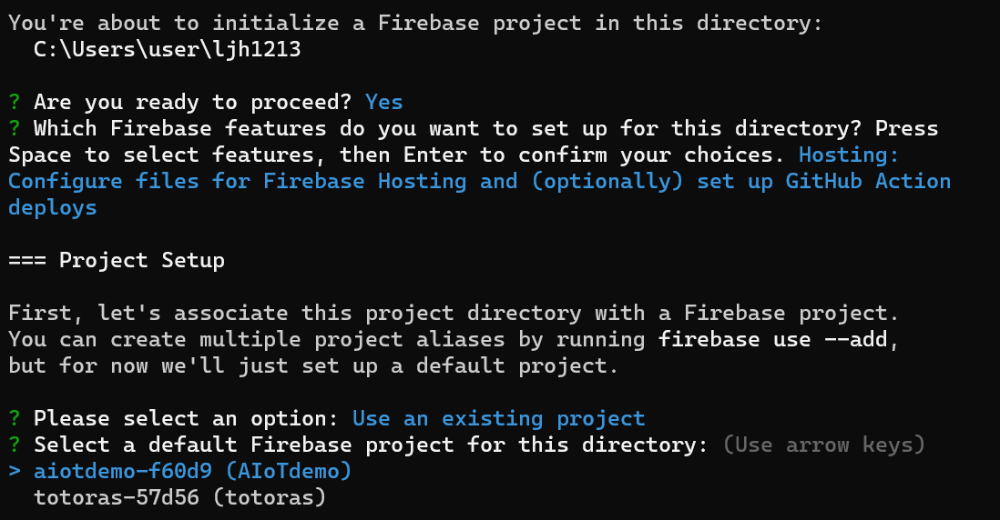 You're about to initialize a Firebase project in this directory:
C:\Users\user\ljh1213
? Are you ready to proceed? Yes
? Which Firebase features do you want to set up for this directory? Press
Space to select features, then Enter to confirm your choices. Hosting:
Configure files for Firebase Hosting and (optionally) set up GitHub Action
deploys
=== Project Setup
First, let's associate this project directory with a Firebase project.
You can create multiple project aliases by running firebase use --add,
but for now we'll just set up a default project.
? Please select an option: Use an existing project
? Select a default Firebase project for this directory: (Use arrow keys)
> aiotdemo-f60d9 (AIoTdemo)
totoras-57d56 (totoras)